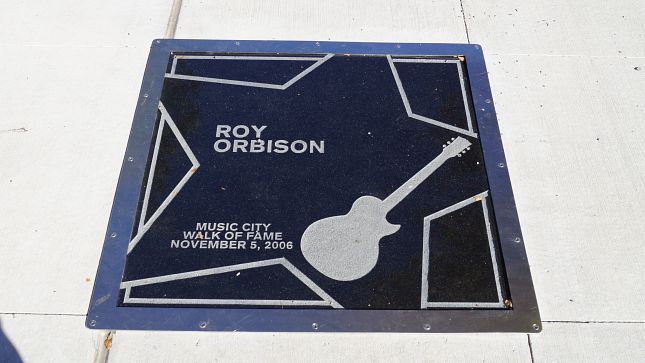 ROY
ORBISON
MUSIC CITY
WALK OF FAME
NOVEMBER 5, 2006